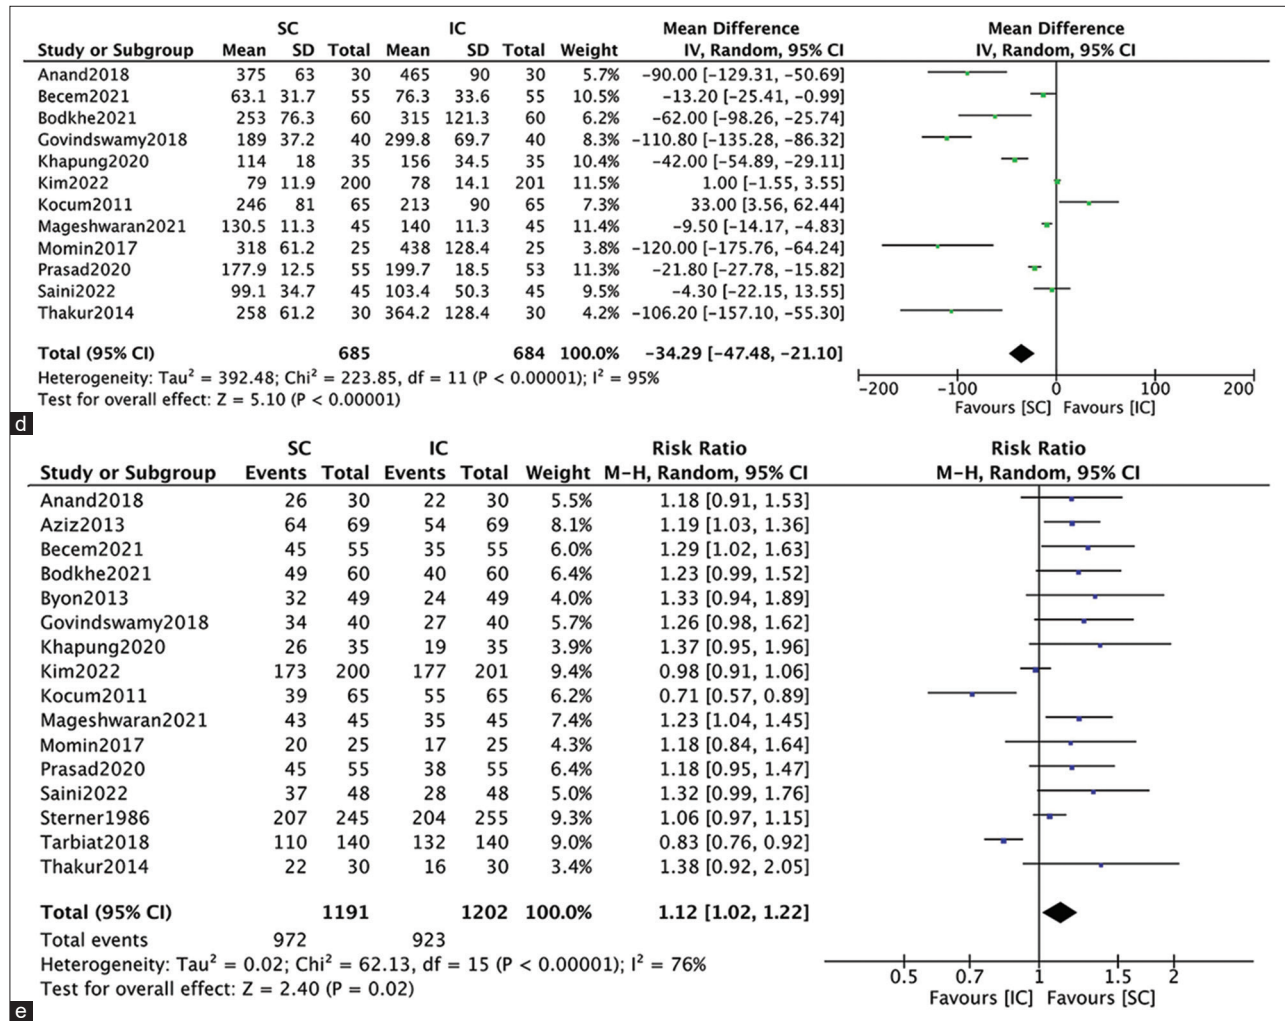 SC IC Mean Difference Mean Difference
Study or Subgroup Mean SD Total Mean SD Total Weight IV, Random, 95% CI IV, Random, 95% CI
Anand2018 375 63 30 465 90 30 5.7% −90.00 [−129.31, −50.69]
Becem2021 63.1 31.7 55 76.3 33.6 55 10.5% −13.20 [−25.41, −0.99]
Bodkhe2021 253 76.3 60 315 121.3 60 6.2% −62.00 [−98.26, −25.74]
Govindswamy2018 189 37.2 40 299.8 69.7 40 8.3% −110.80 [−135.28, −86.32]
Khapung2020 114 18 35 156 34.5 35 10.4% −42.00 [−54.89, −29.11]
Kim2022 79 11.9 200 78 14.1 201 11.5% 1.00 [−1.55, 3.55]
Kocum2011 246 81 65 213 90 65 7.3% 33.00 [3.56, 62.44]
Mageshwaran2021 130.5 11.3 45 140 11.3 45 11.4% −9.50 [−14.17, −4.83]
Momin2017 318 61.2 25 438 128.4 25 3.8% −120.00 [−175.76, −64.24]
Prasad2020 177.9 12.5 55 199.7 18.5 53 11.3% −21.80 [−27.78, −15.82]
Saini2022 99.1 34.7 45 103.4 50.3 45 9.5% −4.30 [−22.15, 13.55]
Thakur2014 258 61.2 30 364.2 128.4 30 4.2% −106.20 [−157.10, −55.30]
Total (95% CI) 685 684 100.0% −34.29 [−47.48, −21.10]
Heterogeneity: Tau² = 392.48; Chi² = 223.85, df = 11 (P < 0.00001); I² = 95%
Test for overall effect: Z = 5.10 (P < 0.00001)
−200 −100 0 100 200
Favours [SC] Favours [IC]
d
SC IC Risk Ratio Risk Ratio
Study or Subgroup Events Total Events Total Weight M−H, Random, 95% CI M−H, Random, 95% CI
Anand2018 26 30 22 30 5.5% 1.18 [0.91, 1.53]
Aziz2013 64 69 54 69 8.1% 1.19 [1.03, 1.36]
Becem2021 45 55 35 55 6.0% 1.29 [1.02, 1.63]
Bodkhe2021 49 60 40 60 6.4% 1.23 [0.99, 1.52]
Byon2013 32 49 24 49 4.0% 1.33 [0.94, 1.89]
Govindswamy2018 34 40 27 40 5.7% 1.26 [0.98, 1.62]
Khapung2020 26 35 19 35 3.9% 1.37 [0.95, 1.96]
Kim2022 173 200 177 201 9.4% 0.98 [0.91, 1.06]
Kocum2011 39 65 55 65 6.2% 0.71 [0.57, 0.89]
Mageshwaran2021 43 45 35 45 7.4% 1.23 [1.04, 1.45]
Momin2017 20 25 17 25 4.3% 1.18 [0.84, 1.64]
Prasad2020 45 55 38 55 6.4% 1.18 [0.95, 1.47]
Saini2022 37 48 28 48 5.0% 1.32 [0.99, 1.76]
Sterner1986 207 245 204 255 9.3% 1.06 [0.97, 1.15]
Tarbiat2018 110 140 132 140 9.0% 0.83 [0.76, 0.92]
Thakur2014 22 30 16 30 3.4% 1.38 [0.92, 2.05]
Total (95% CI) 1191 1202 100.0% 1.12 [1.02, 1.22]
Total events 972 923
Heterogeneity: Tau² = 0.02; Chi² = 62.13, df = 15 (P < 0.00001); I² = 76%
Test for overall effect: Z = 2.40 (P = 0.02)
0.5 0.7 1 1.5 2
Favours [IC] Favours [SC]
e